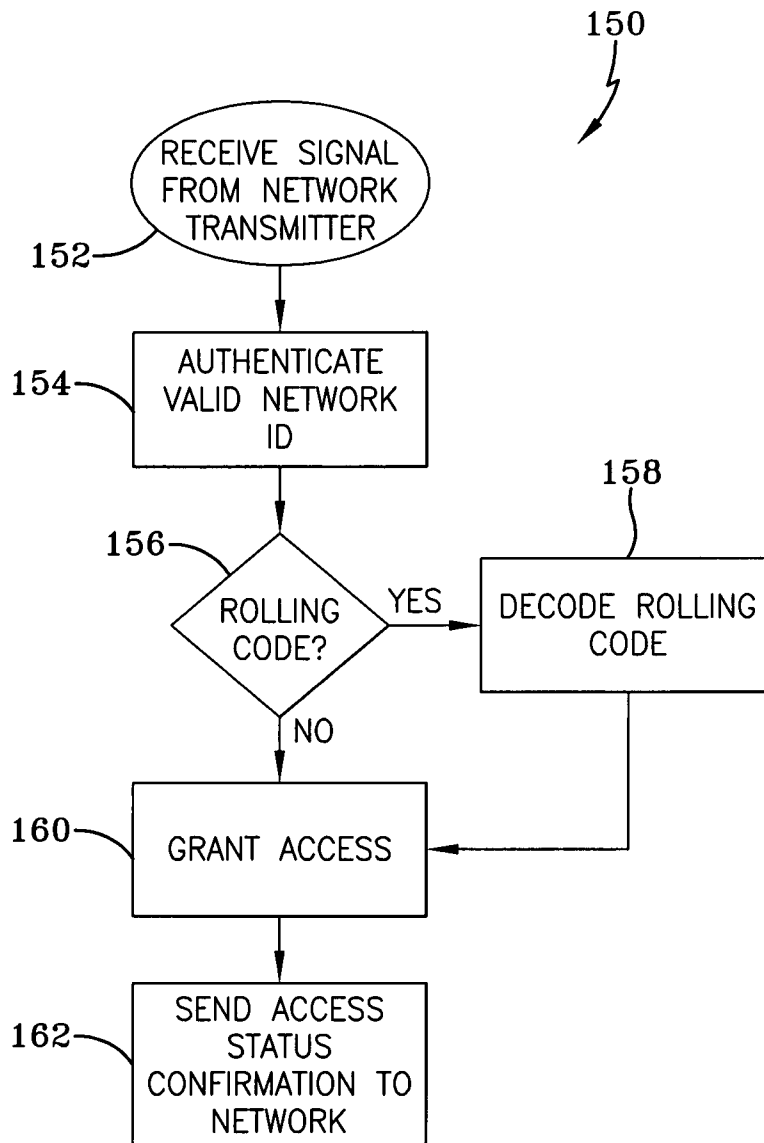 150
RECEIVE SIGNAL
FROM NETWORK
TRANSMITTER
152
AUTHENTICATE
VALID NETWORK
ID
154
158
156
ROLLING
CODE?
YES
DECODE ROLLING
CODE
NO
160
GRANT ACCESS
162
SEND ACCESS
STATUS
CONFIRMATION TO
NETWORK